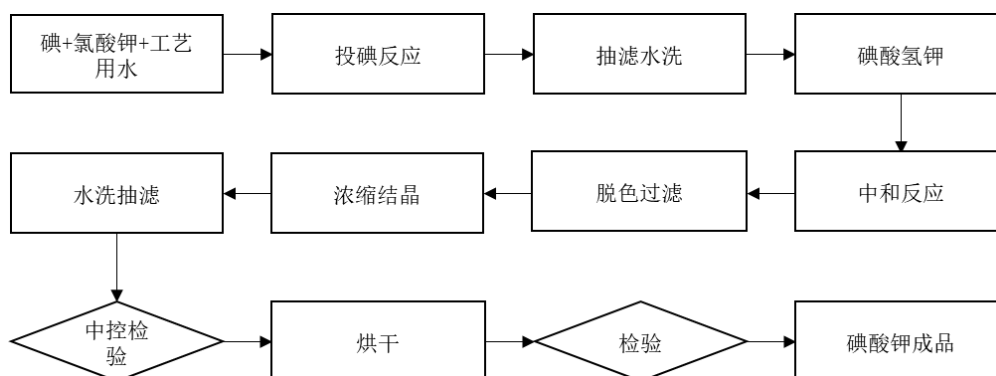 碘+氯酸钾+工艺
用水
投碘反应
抽滤水洗
碘酸氢钾
水洗抽滤
浓缩结晶
脱色过滤
中和反应
中控检
验
烘干
检验
碘酸钾成品